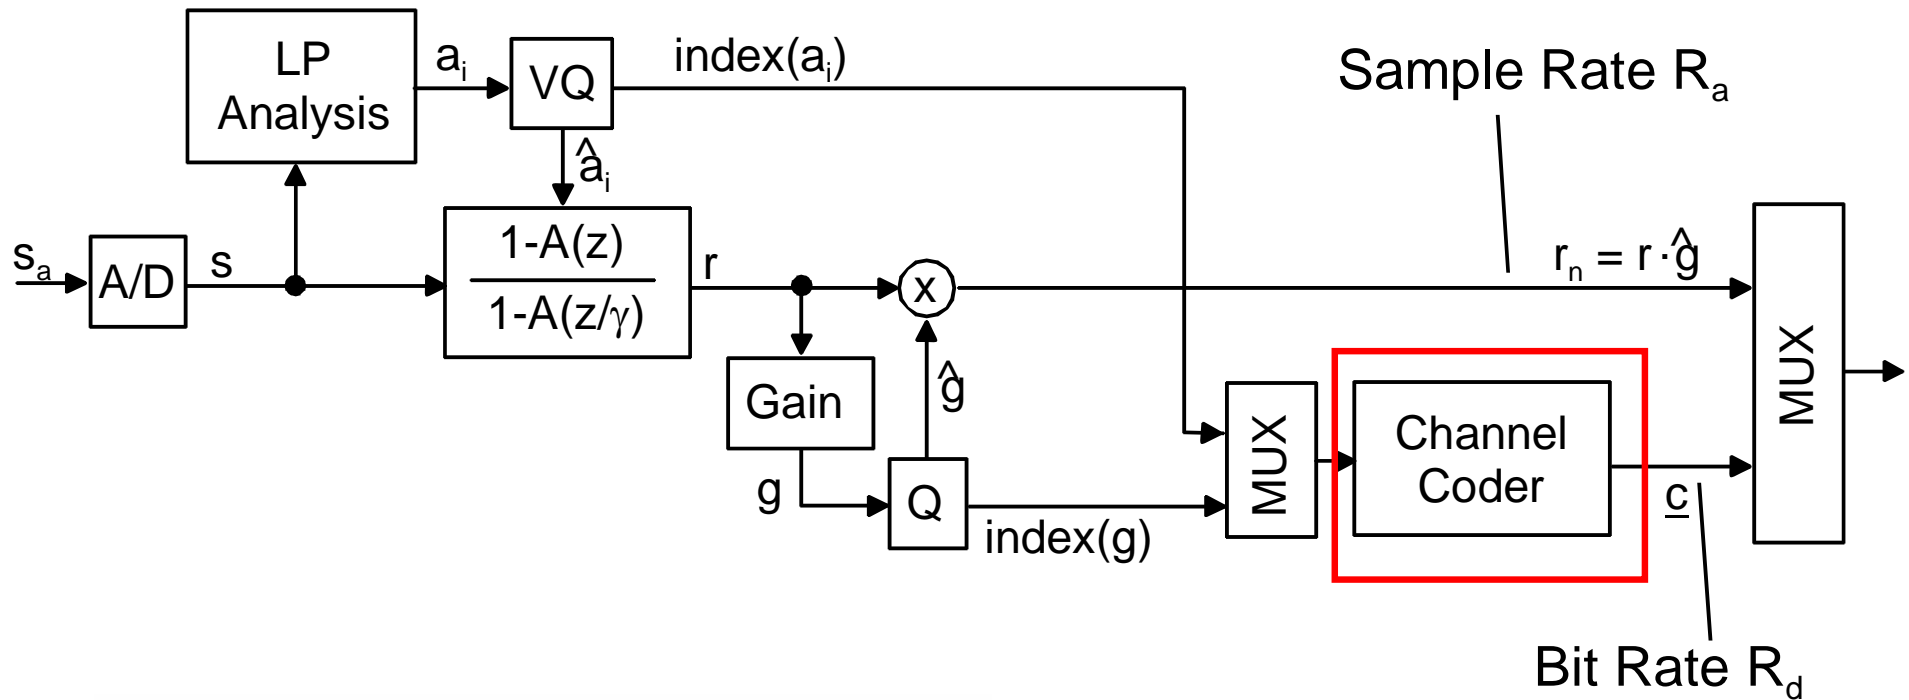 LP
Analysis
a_i
VQ
index(a_i)
Sample Rate R_a
â_i
s_a
A/D
s
1-A(z)
1-A(z/γ)
r
x
r_n = r · ĝ
MUX
Gain
ĝ
g
Q
index(g)
MUX
Channel
Coder
c
Bit Rate R_d